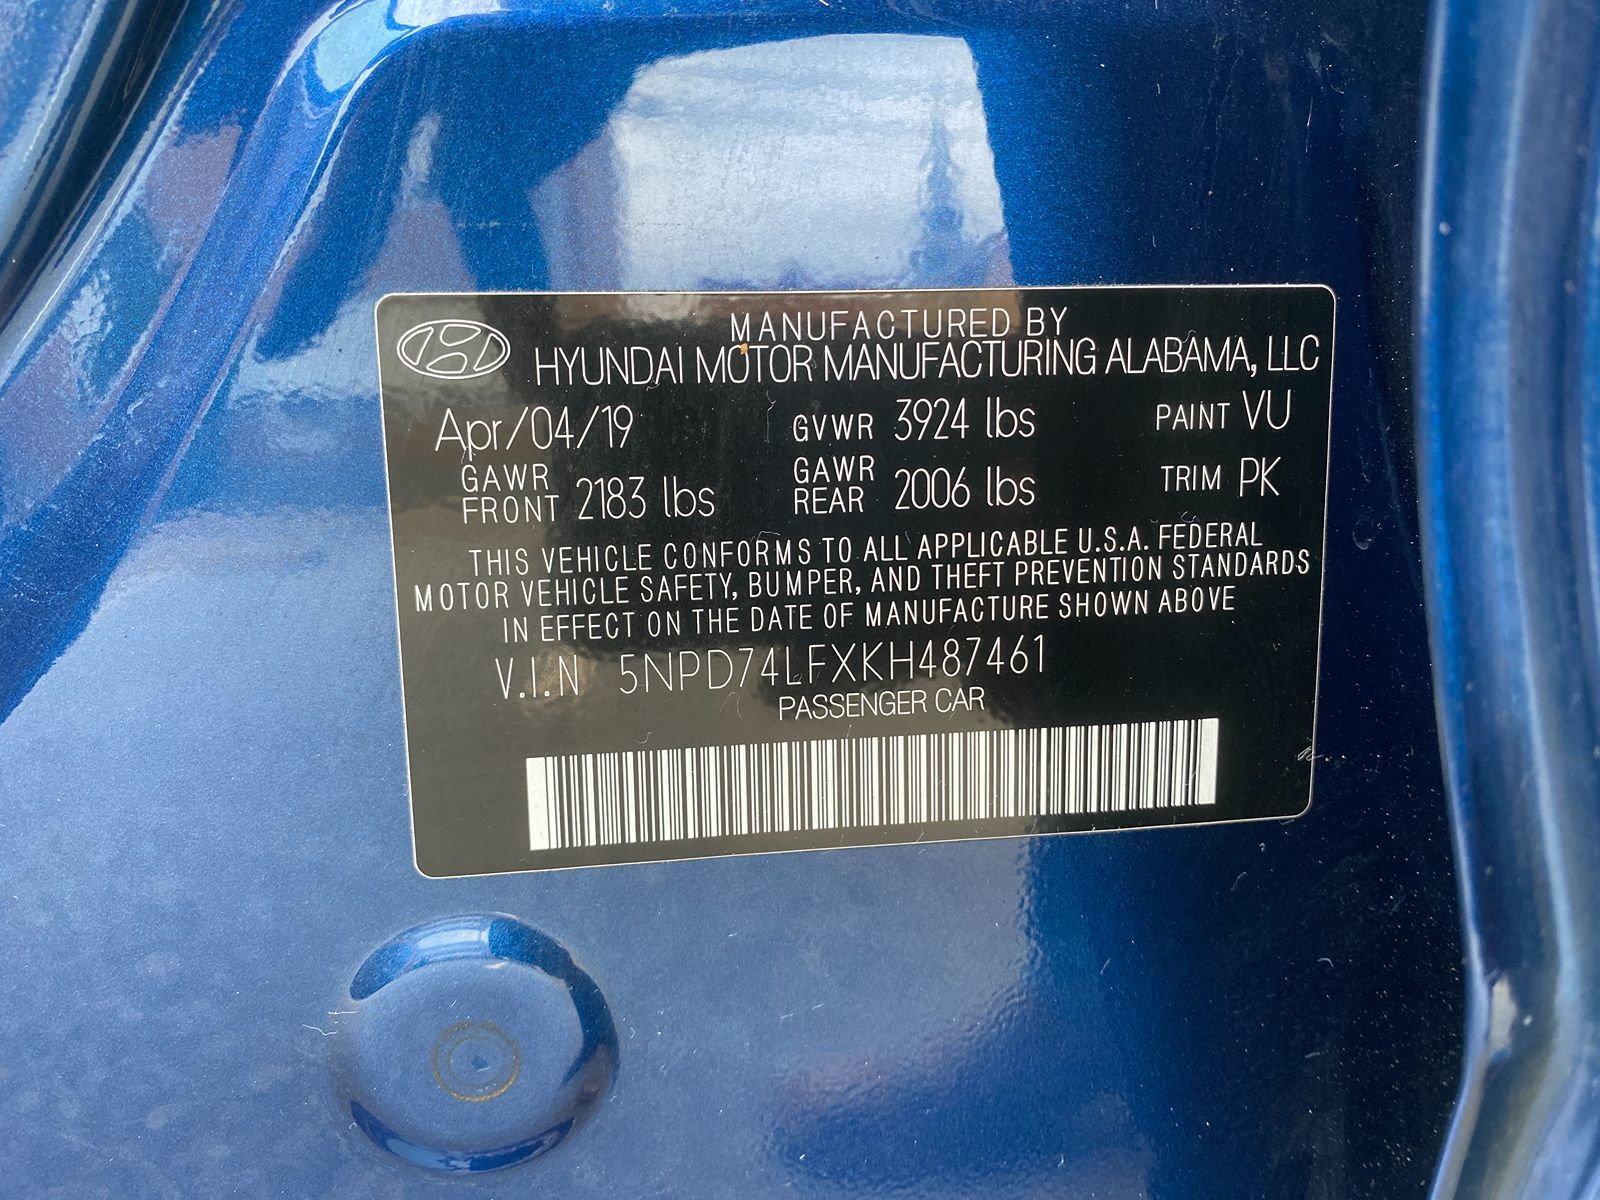 MANUFACTURED BY
HYUNDAI MOTOR MANUFACTURING ALABAMA, LLC
Apr/04/19 GVWR 3924 lbs PAINT VU
GAWR FRONT 2183 lbs GAWR REAR 2006 lbs TRIM PK
THIS VEHICLE CONFORMS TO ALL APPLICABLE U.S.A. FEDERAL
MOTOR VEHICLE SAFETY, BUMPER, AND THEFT PREVENTION STANDARDS
IN EFFECT ON THE DATE OF MANUFACTURE SHOWN ABOVE
V.I.N 5NPD74LFXKH487461
PASSENGER CAR